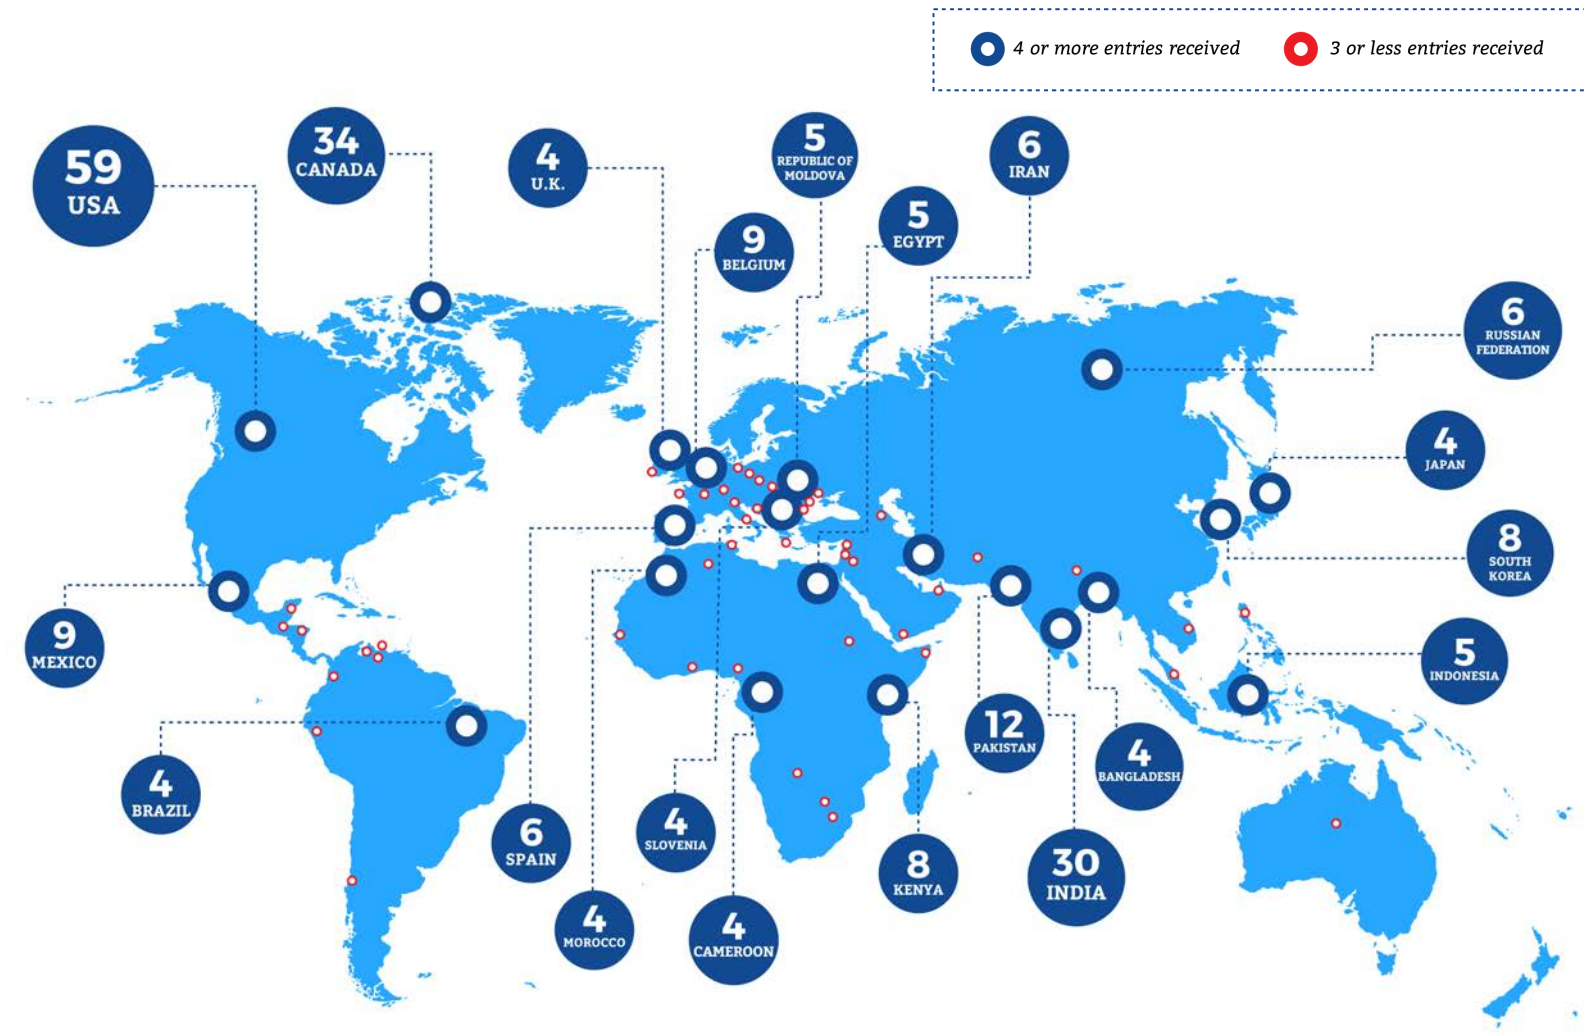 4 or more entries received
3 or less entries received
59
USA
34
CANADA
4
U.K.
5
REPUBLIC OF
MOLDOVA
6
IRAN
9
BELGIUM
5
EGYPT
6
RUSSIAN
FEDERATION
4
JAPAN
8
SOUTH
KOREA
9
MEXICO
5
INDONESIA
12
PAKISTAN
4
BANGLADESH
4
BRAZIL
6
SPAIN
4
SLOVENIA
8
KENYA
30
INDIA
4
MOROCCO
4
CAMEROON